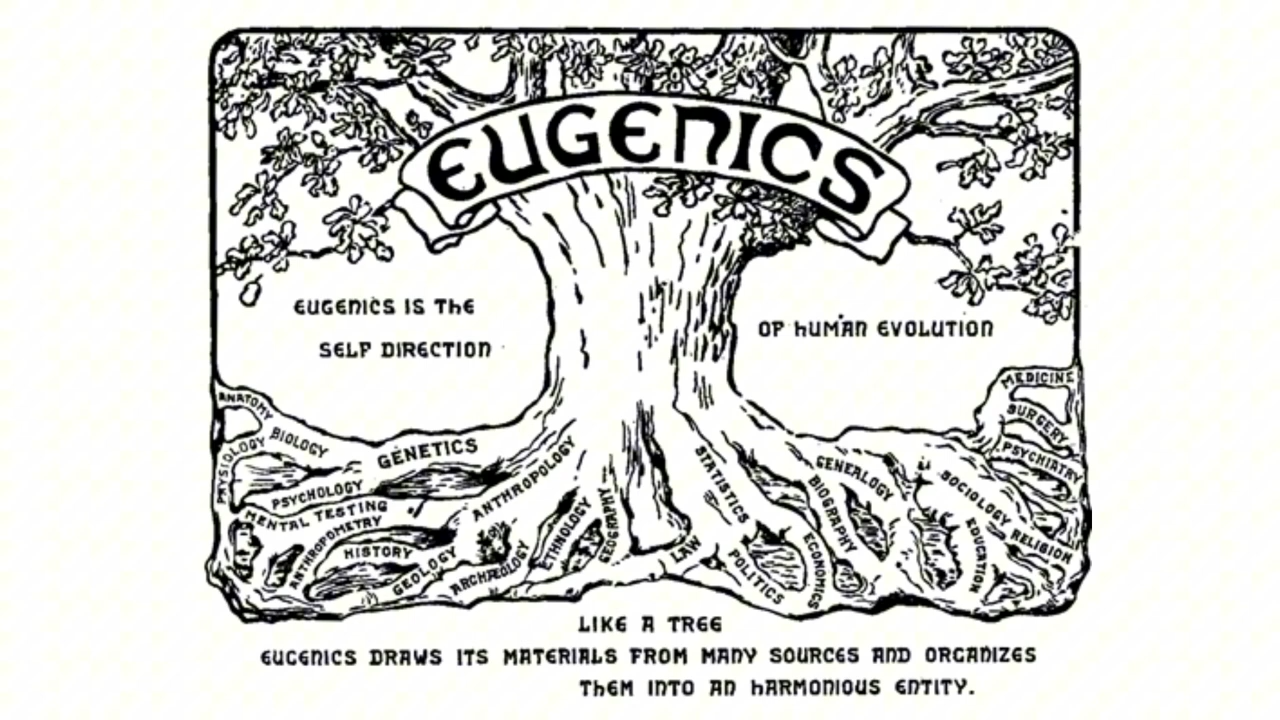 EUGENICS
EUGENICS IS THE
SELF DIRECTION
OF HUMAN EVOLUTION
ANATOMY
BIOLOGY
PHYSIOLOGY
GENETICS
PSYCHOLOGY
MENTAL TESTING
ANTHROPOMETRY
HISTORY
GEOLOGY
ANTHROPOLOGY
ARCHÆOLOGY
ETHNOLOGY
GEOGRAPHY
LAW
STATISTICS
POLITICS
ECONOMICS
BIOGRAPHY
GENEALOGY
SOCIOLOGY
EDUCATION
RELIGION
PSYCHIATRY
SURGERY
MEDICINE
LIKE A TREE
EUGENICS DRAWS ITS MATERIALS FROM MANY SOURCES AND ORGANIZES
THEM INTO AN HARMONIOUS ENTITY.